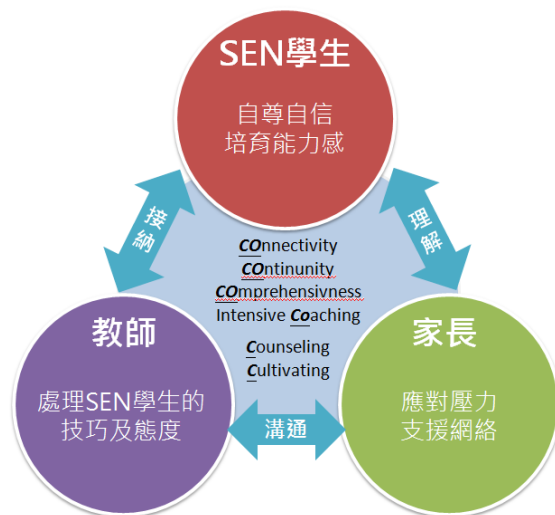 SEN學生
自尊自信
培育能力感
接納
理解
COnnectivity
COntinunity
COmprehensivness
Intensive Coaching
Counseling
Cultivating
教師
處理SEN學生的
技巧及態度
溝通
家長
應對壓力
支援網絡